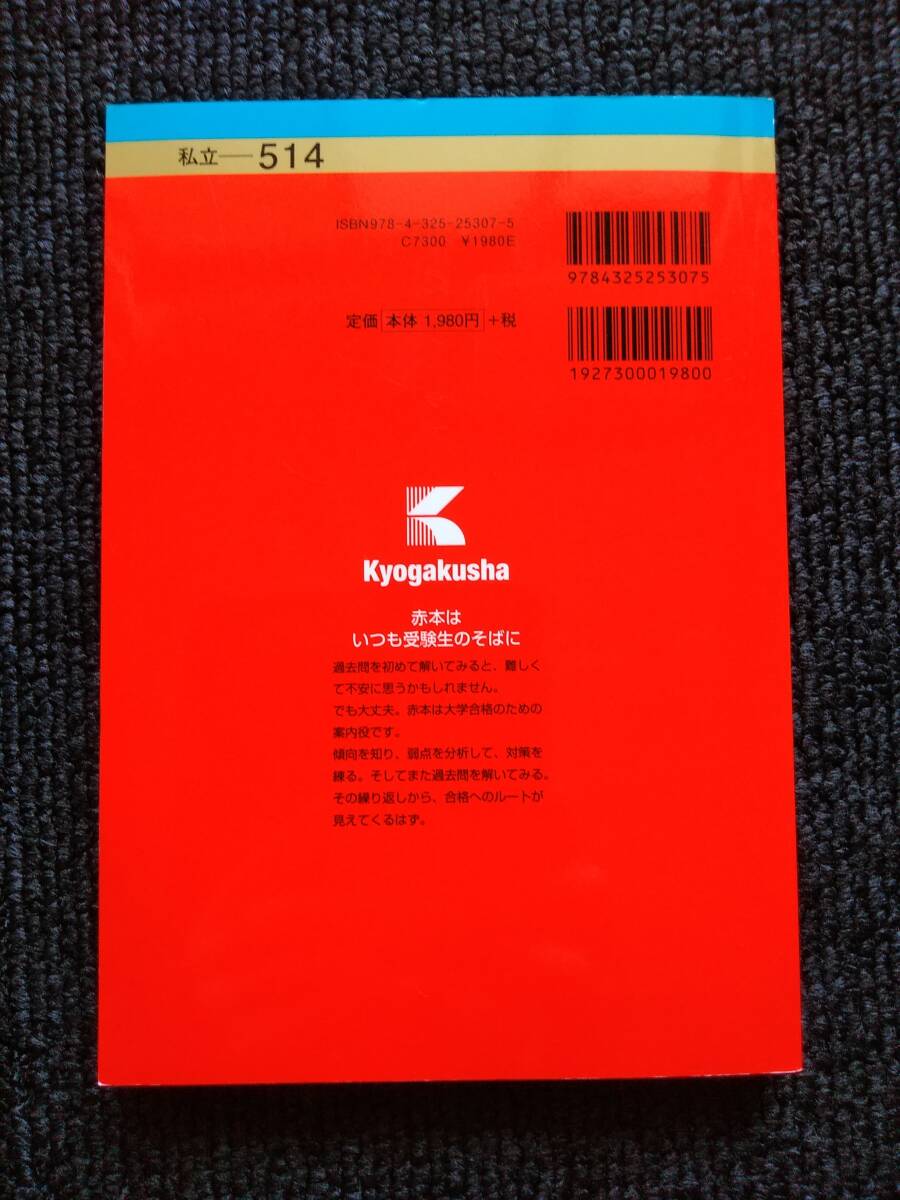 私立―514
ISBN978-4-325-25307-5
C7300 ¥1980E
9784325253075
定価 本体 1,980円 +税
1927300019800
Kyogakusha
赤本は
いつも受験生のそばに
過去問を初めて解いてみると、難しく
て不安に思うかもしれません。
でも大丈夫。赤本は大学合格のための
案内役です。
傾向を知り、弱点を分析して、対策を
練る。そしてまた過去問を解いてみる。
その繰り返しから、合格へのルートが
見えてくるはず。